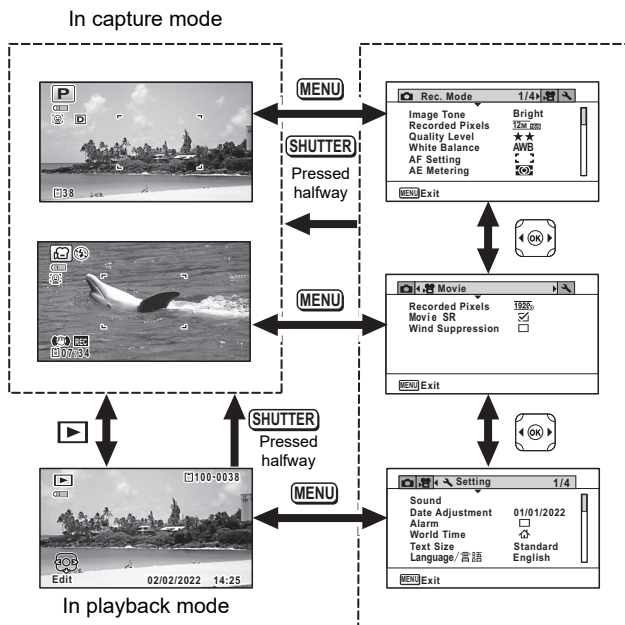 In capture mode
P
D
38
REC
07:34
MENU
SHUTTER
Pressed
halfway
MENU
Rec. Mode 1/4
Image Tone Bright
Recorded Pixels 12M
Quality Level ★★
White Balance AWB
AF Setting
AE Metering
MENU Exit
OK
Movie
Recorded Pixels 1920
Movie SR ☑
Wind Suppression ☐
MENU Exit
OK
SHUTTER
Pressed
halfway
MENU
100-0038
Edit 02/02/2022 14:25
In playback mode
Setting 1/4
Sound
Date Adjustment 01/01/2022
Alarm ☐
World Time
Text Size Standard
Language/言語 English
MENU Exit